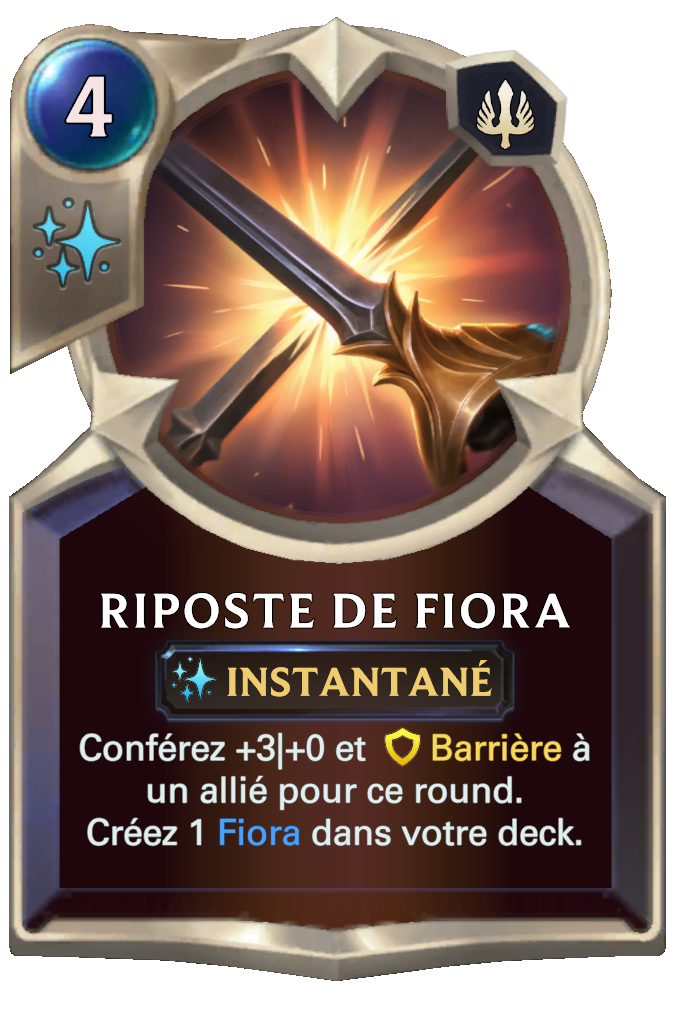 4
RIPOSTE DE FIORA
INSTANTANÉ
Conférez +3|+0 et Barrière à
un allié pour ce round.
Créez 1 Fiora dans votre deck.